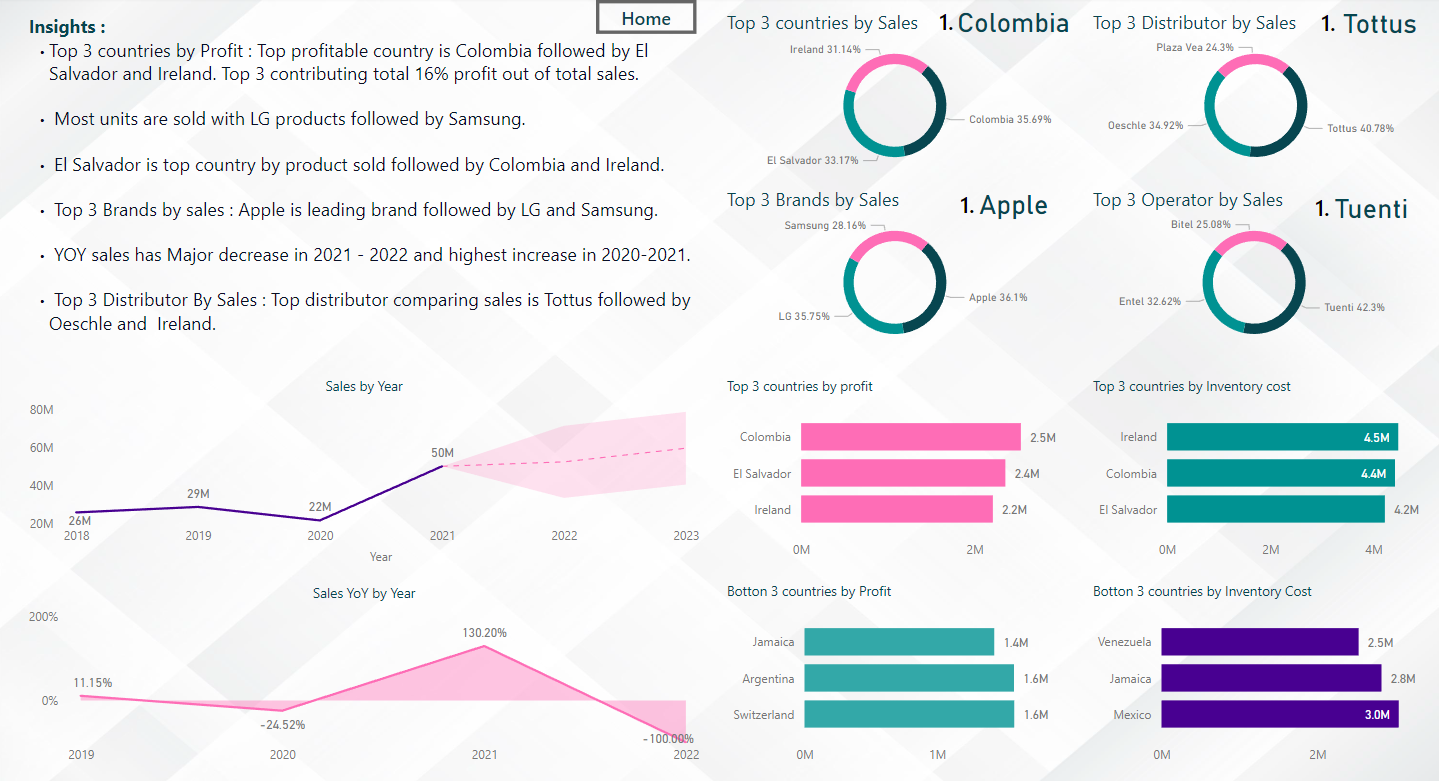 Insights :
• Top 3 countries by Profit : Top profitable country is Colombia followed by El
Salvador and Ireland. Top 3 contributing total 16% profit out of total sales.
• Most units are sold with LG products followed by Samsung.
• El Salvador is top country by product sold followed by Colombia and Ireland.
• Top 3 Brands by sales : Apple is leading brand followed by LG and Samsung.
• YOY sales has Major decrease in 2021 - 2022 and highest increase in 2020-2021.
• Top 3 Distributor By Sales : Top distributor comparing sales is Tottus followed by
Oeschle and  Ireland.
Home
Top 3 countries by Sales
1. Colombia
Ireland 31.14%
Colombia 35.69%
El Salvador 33.17%
Top 3 Distributor by Sales
1. Tottus
Plaza Vea 24.3%
Oeschle 34.92%
Tottus 40.78%
Top 3 Brands by Sales
1. Apple
Samsung 28.16%
Apple 36.1%
LG 35.75%
Top 3 Operator by Sales
1. Tuenti
Bitel 25.08%
Entel 32.62%
Tuenti 42.3%
Sales by Year
80M
60M
40M
20M
26M
29M
22M
50M
2018
2019
2020
2021
2022
2023
Year
Top 3 countries by profit
Colombia
2.5M
El Salvador
2.4M
Ireland
2.2M
0M
2M
Top 3 countries by Inventory cost
Ireland
4.5M
Colombia
4.4M
El Salvador
4.2M
0M
2M
4M
Sales YoY by Year
200%
0%
11.15%
-24.52%
130.20%
-100.00%
2019
2020
2021
2022
Botton 3 countries by Profit
Jamaica
1.4M
Argentina
1.6M
Switzerland
1.6M
0M
1M
Botton 3 countries by Inventory Cost
Venezuela
2.5M
Jamaica
2.8M
Mexico
3.0M
0M
2M